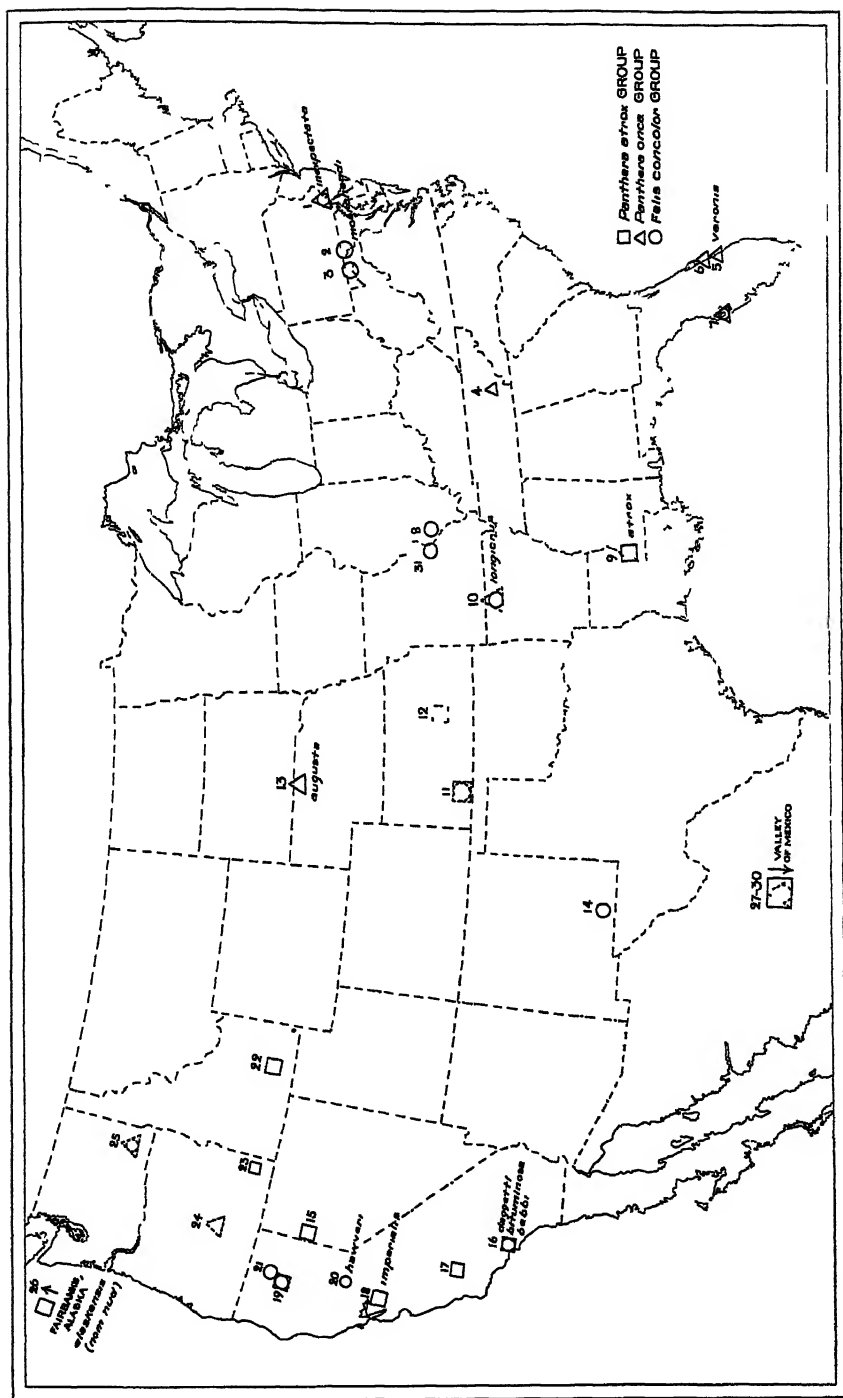 26
FAIRBANKS,
ALASKA
alaskensis
(nom nud)
25
24
23
22
21
19
15
20
hawveri
18
imperialis
17
16
daggetti
bituminosa
bebbi
14
27-30
VALLEY
OF MEXICO
13
augusta
12
11
10
longicrus
9
atrox
31
8
4
3
2
inexpectata
6
5
veronis
Panthera atrox GROUP
Panthera onca GROUP
Felis concolor GROUP